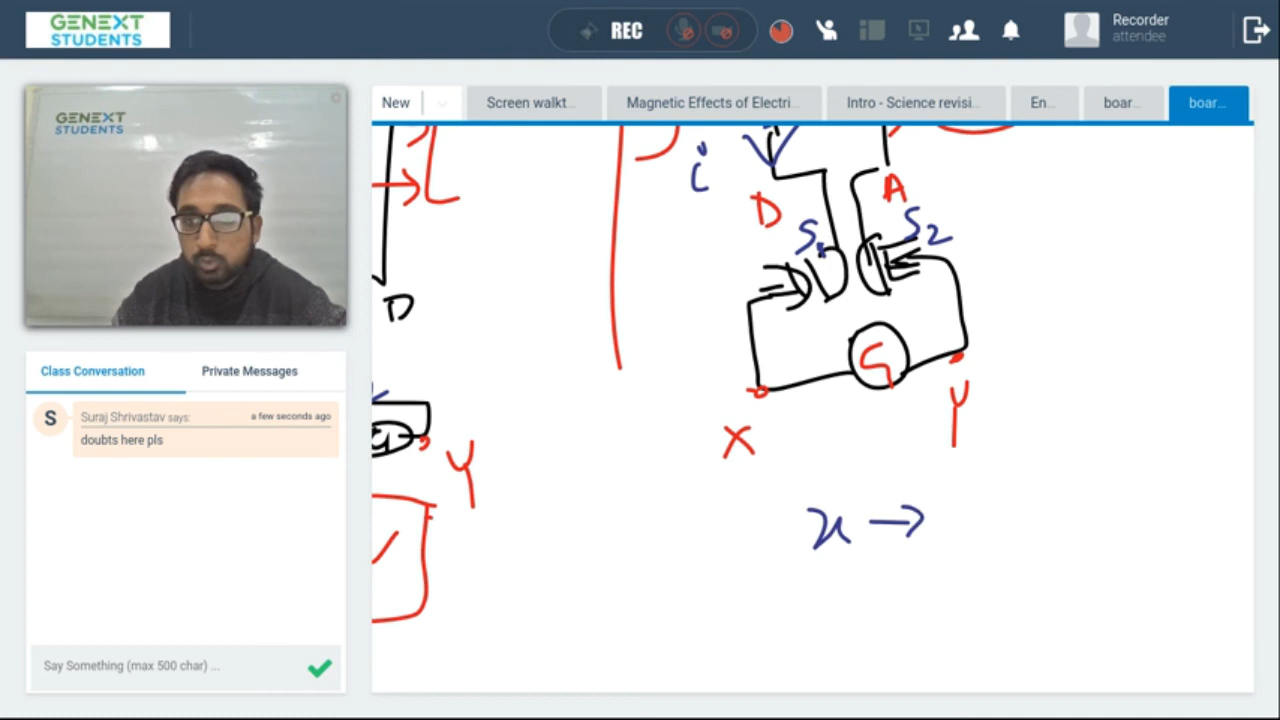 GENEXT
STUDENTS
REC
Recorder
attendee
New
Screen walkt...
Magnetic Effects of Electri...
Intro - Science revisi...
En...
boar...
boar...
GENEXT
STUDENTS
Class Conversation
Private Messages
S
Suraj Shrivastav says:
a few seconds ago
doubts here pls
Say Something (max 500 char) ...
i
D
A
S1
S2
D
G
G
X
Y
Y
x →